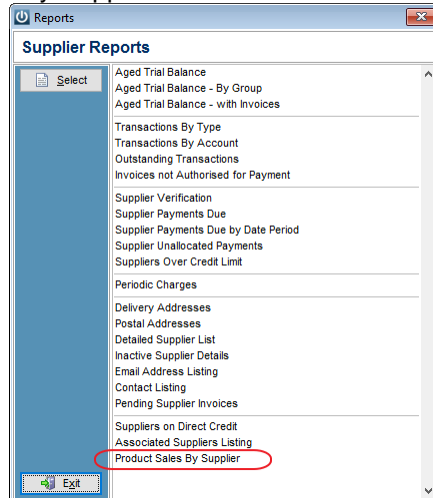 Reports
Supplier Reports
Select
Aged Trial Balance
Aged Trial Balance - By Group
Aged Trial Balance - with Invoices
Transactions By Type
Transactions By Account
Outstanding Transactions
Invoices not Authorised for Payment
Supplier Verification
Supplier Payments Due
Supplier Payments Due by Date Period
Supplier Unallocated Payments
Suppliers Over Credit Limit
Periodic Charges
Delivery Addresses
Postal Addresses
Detailed Supplier List
Inactive Supplier Details
Email Address Listing
Contact Listing
Pending Supplier Invoices
Suppliers on Direct Credit
Associated Suppliers Listing
Product Sales By Supplier
Exit